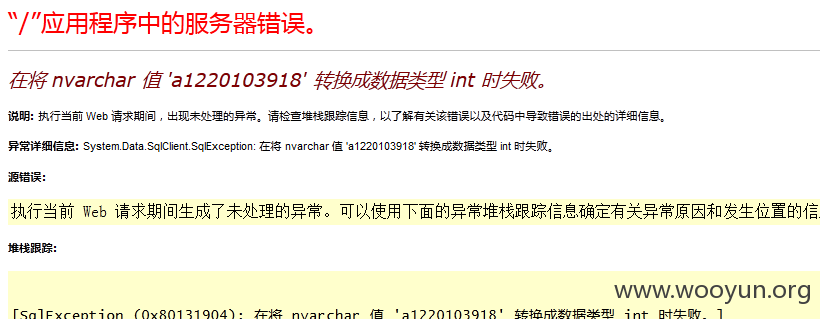 “/”应用程序中的服务器错误。
在将 nvarchar 值 'a1220103918' 转换成数据类型 int 时失败。
说明: 执行当前 Web 请求期间，出现未处理的异常。请检查堆栈跟踪信息，以了解有关该错误以及代码中导致错误的出处的详细信息。
异常详细信息: System.Data.SqlClient.SqlException: 在将 nvarchar 值 'a1220103918' 转换成数据类型 int 时失败。
源错误:
执行当前 Web 请求期间生成了未处理的异常。可以使用下面的异常堆栈跟踪信息确定有关异常原因和发生位置的信
堆栈跟踪:
www.wooyun.org
[SqlException (0x80131904): 在将 nvarchar 值 'a1220103918' 转换成数据类型 int 时失败。]